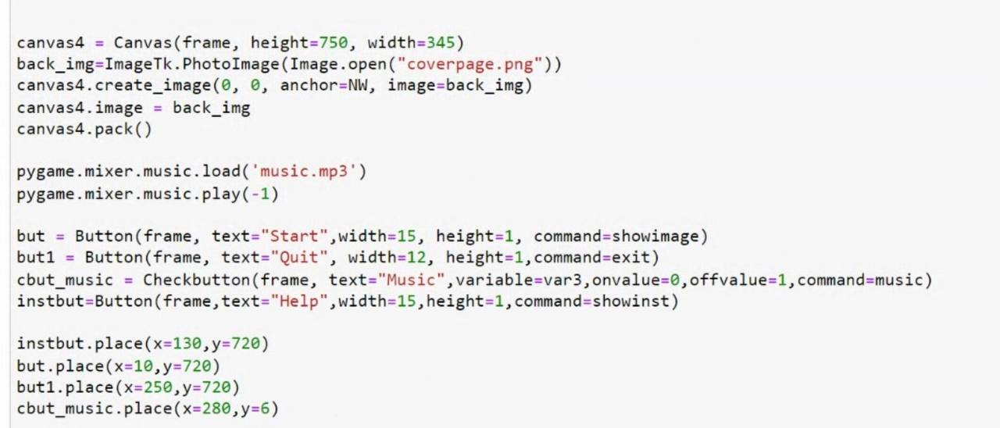 canvas4 = Canvas(frame, height=750, width=345)
back_img=ImageTk.PhotoImage(Image.open("coverpage.png"))
canvas4.create_image(0, 0, anchor=NW, image=back_img)
canvas4.image = back_img
canvas4.pack()
pygame.mixer.music.load('music.mp3')
pygame.mixer.music.play(-1)
but = Button(frame, text="Start",width=15, height=1, command=showimage)
but1 = Button(frame, text="Quit", width=12, height=1,command=exit)
cbut_music = Checkbutton(frame, text="Music",variable=var3,onvalue=0,offvalue=1,command=music)
instbut=Button(frame,text="Help",width=15,height=1,command=showinst)
instbut.place(x=130,y=720)
but.place(x=10,y=720)
but1.place(x=250,y=720)
cbut_music.place(x=280,y=6)